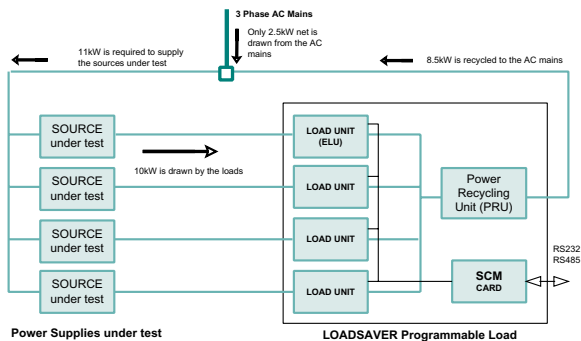 3 Phase AC Mains
11kW is required to supply
the sources under test
Only 2.5kW net is
drawn from the AC
mains
8.5kW is recycled to the AC mains
SOURCE
under test
LOAD UNIT
(ELU)
10kW is drawn by the loads
SOURCE
under test
LOAD UNIT
Power
Recycling
Unit (PRU)
SOURCE
under test
LOAD UNIT
RS232
RS485
SOURCE
under test
LOAD UNIT
SCM
CARD
Power Supplies under test
LOADSAVER Programmable Load